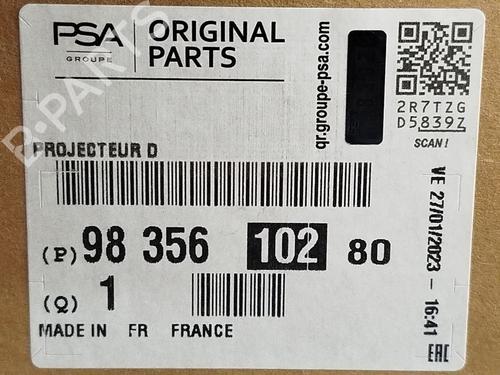 PSA
GROUPE
ORIGINAL
PARTS
qr.groupe-psa.com
2R7TZG
D5839Z
SCAN!
PROJECTEUR D
(P) 98 356 102 80
(Q) 1
MADE IN FR FRANCE
VE 27/01/2023 - 16:41
EAC
B-PARTS